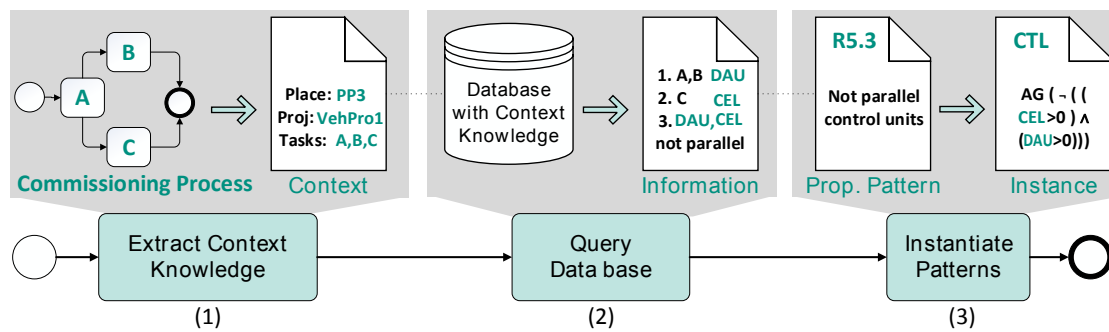 B
A
C
Commissioning Process
Place: PP3
Proj: VehPro1
Tasks: A,B,C
Context
Database
with Context
Knowledge
1. A,B DAU
2. C CEL
3. DAU,CEL
not parallel
Information
R5.3
Not parallel
control units
Prop. Pattern
CTL
AG ( ¬ ( (
CEL>0 ) ∧
(DAU>0)))
Instance
Extract Context
Knowledge
Query
Data base
Instantiate
Patterns
(1)
(2)
(3)